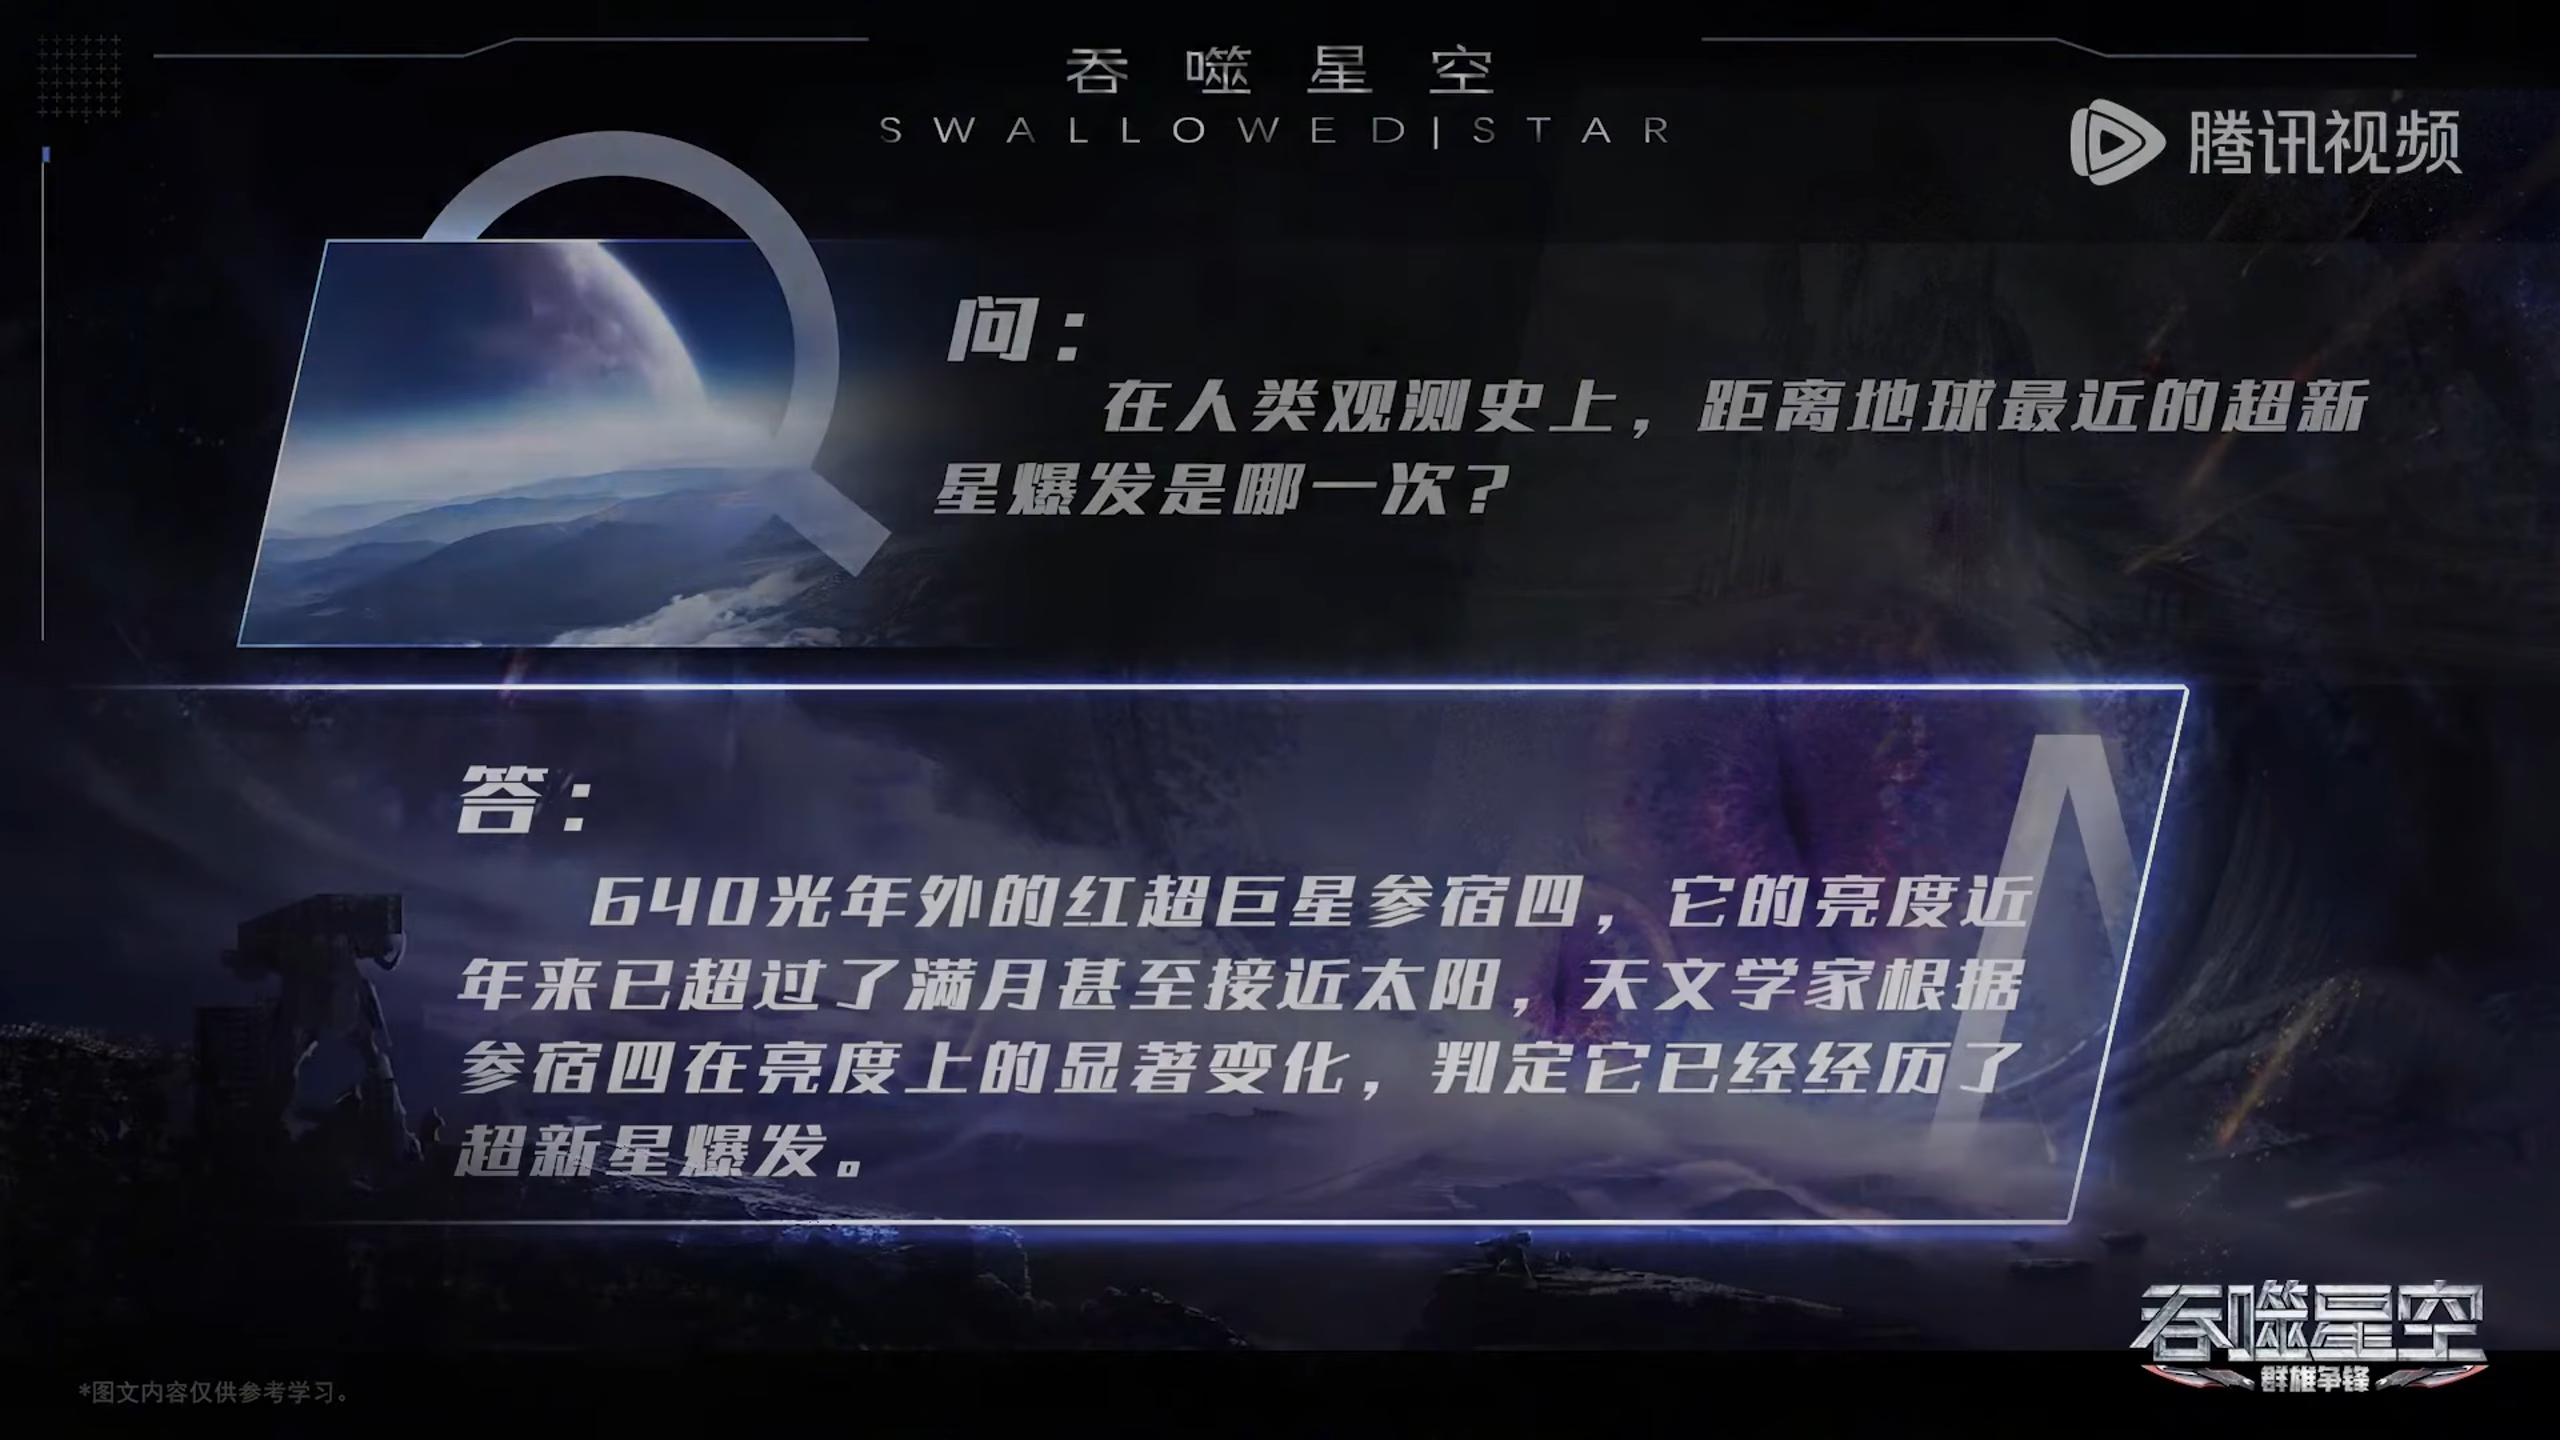 吞噬星空
SWALLOWED|STAR
腾讯视频
问：
在人类观测史上，距离地球最近的超新
星爆发是哪一次？
答：
640光年外的红超巨星参宿四，它的亮度近
年来已超过了满月甚至接近太阳，天文学家根据
参宿四在亮度上的显著变化，判定它已经经历了
超新星爆发。
吞噬星空
群雄争锋
*图文内容仅供参考学习。